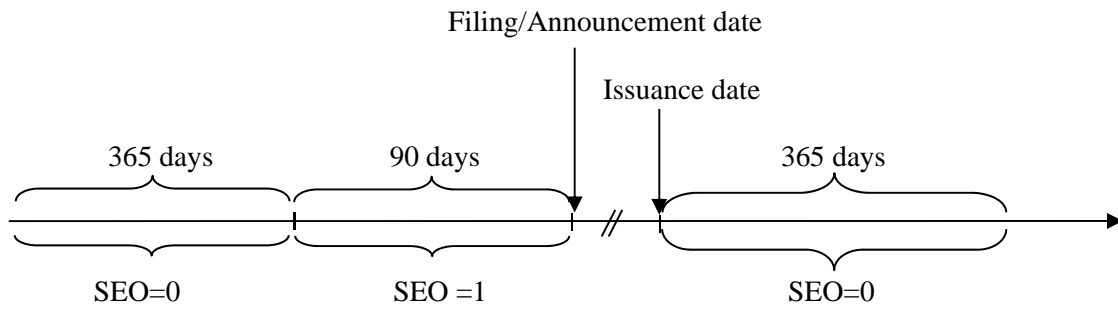 Filing/Announcement date
Issuance date
365 days
90 days
365 days
SEO=0
SEO =1
SEO=0